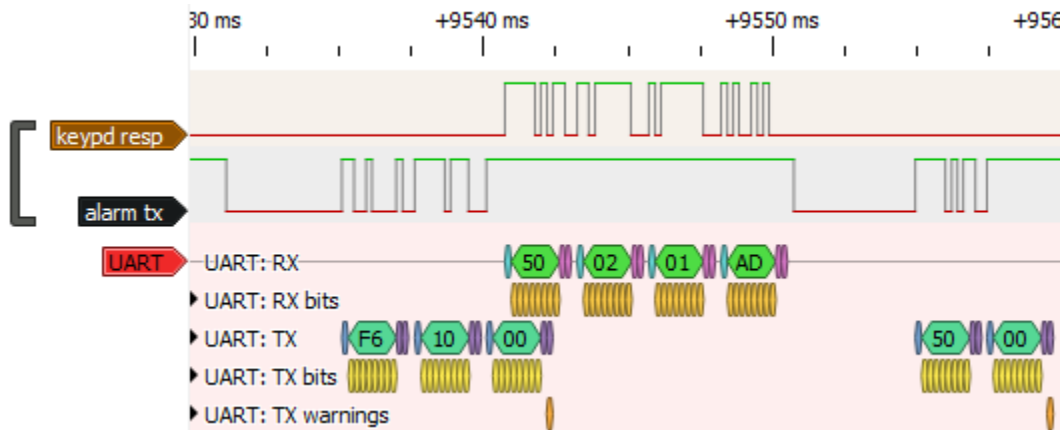 30 ms +9540 ms +9550 ms +956
keypd resp
alarm tx
UART UART: RX 50 02 01 AD
UART: RX bits
UART: TX F6 10 00 50 00
UART: TX bits
UART: TX warnings